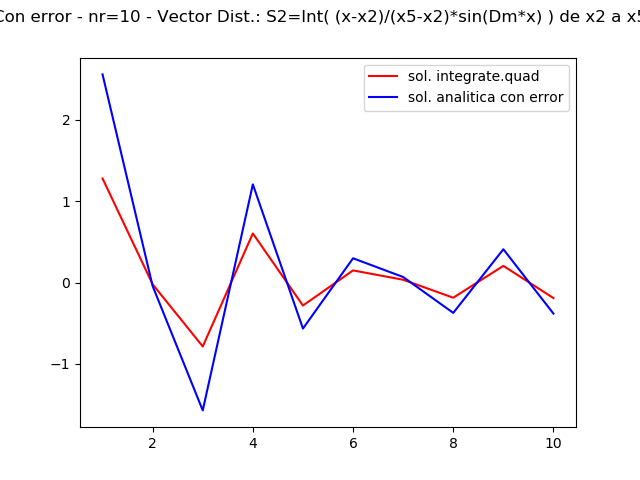 Con error - nr=10 - Vector Dist.: S2=Int( (x-x2)/(x5-x2)*sin(Dm*x) ) de x2 a x5
sol. integrate.quad
sol. analitica con error
2
1
0
−1
2 4 6 8 10